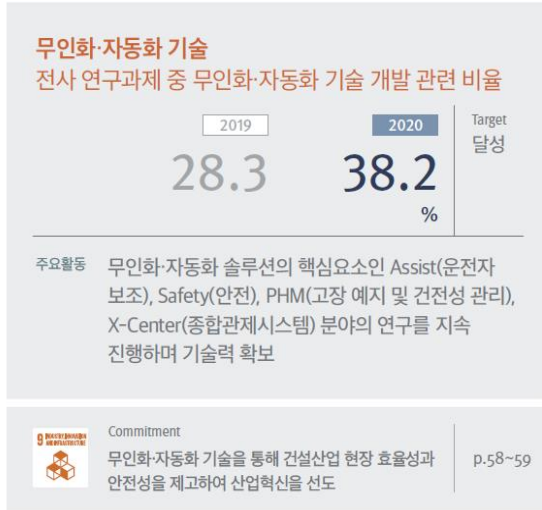 무인화·자동화 기술
전사 연구과제 중 무인화·자동화 기술 개발 관련 비율
2019
2020
Target
달성
28.3
38.2
%
주요활동
무인화·자동화 솔루션의 핵심요소인 Assist(운전자
보조), Safety(안전), PHM(고장 예지 및 건전성 관리),
X-Center(종합관제시스템) 분야의 연구를 지속
진행하며 기술력 확보
9 INDUSTRY, INNOVATION
AND INFRASTRUCTURE
Commitment
무인화·자동화 기술을 통해 건설산업 현장 효율성과
안전성을 제고하여 산업혁신을 선도
p.58~59